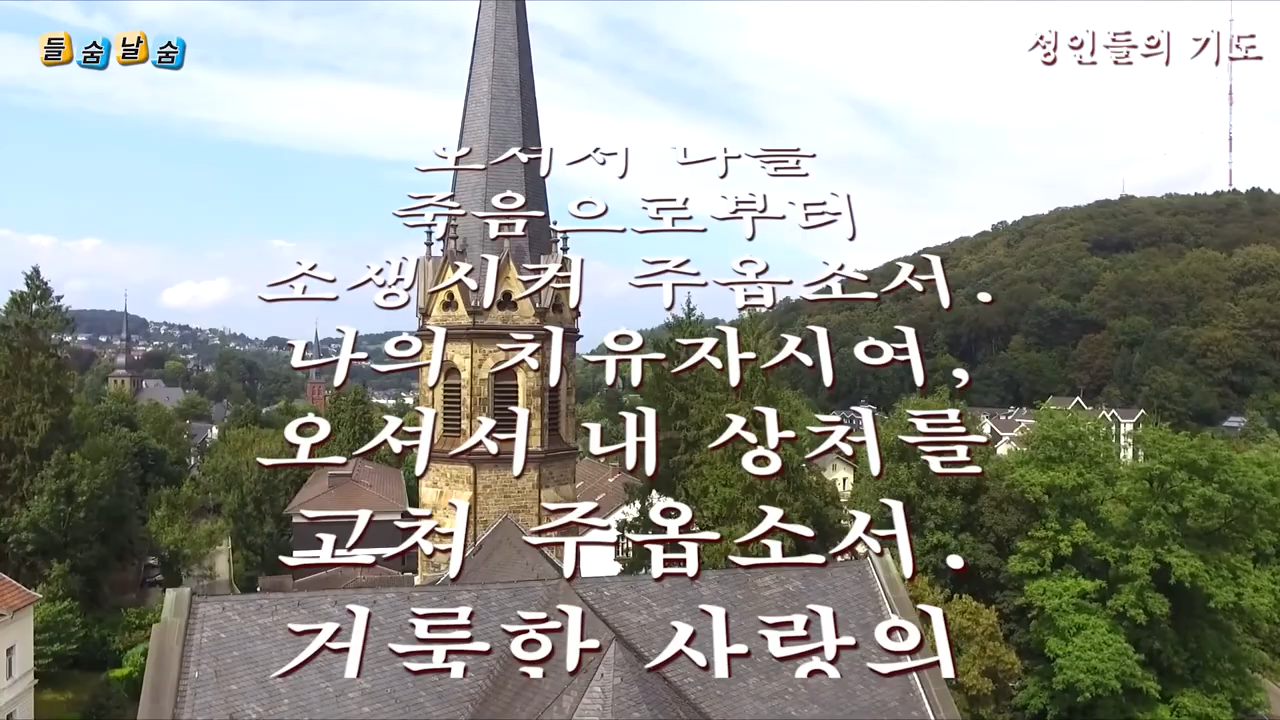 들숨날숨
성인들의 기도
오셔서 나를
죽음으로부터
소생시켜 주옵소서.
나의 치유자시여,
오셔서 내 상처를
고쳐 주옵소서.
거룩한 사랑의